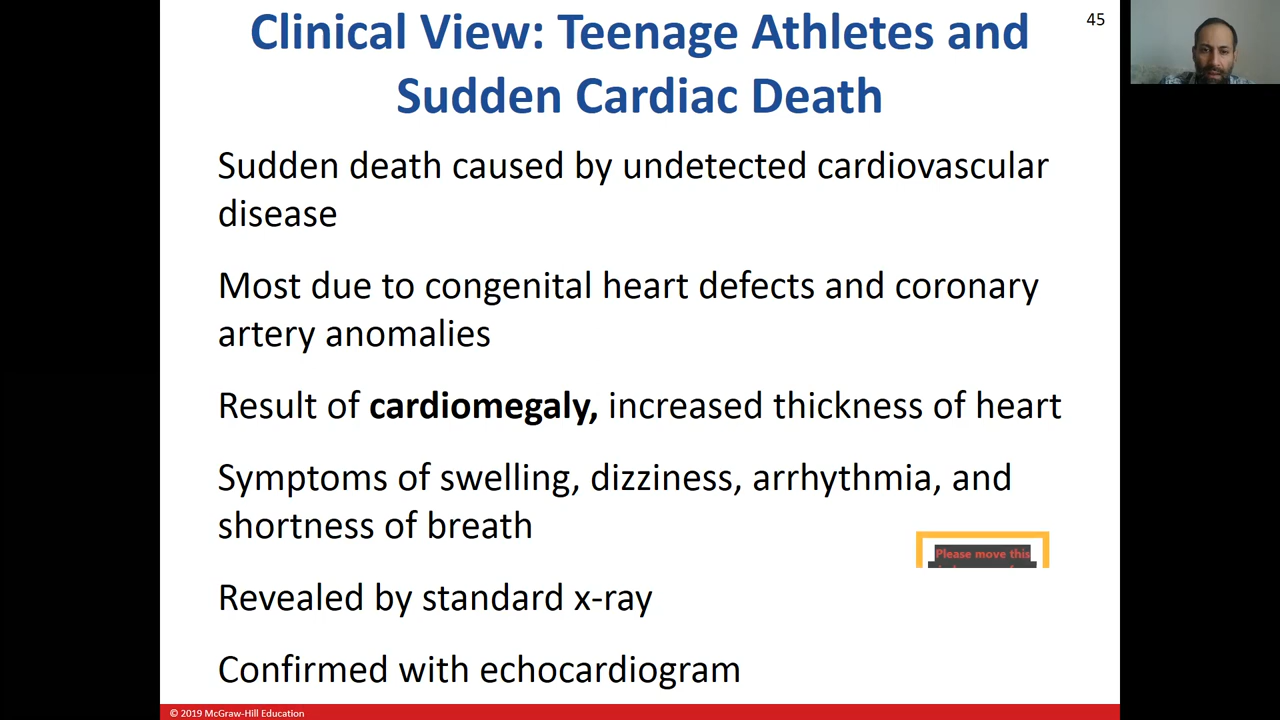 Clinical View: Teenage Athletes and
Sudden Cardiac Death
45
Sudden death caused by undetected cardiovascular
disease
Most due to congenital heart defects and coronary
artery anomalies
Result of cardiomegaly, increased thickness of heart
Symptoms of swelling, dizziness, arrhythmia, and
shortness of breath
Please move this
Revealed by standard x-ray
Confirmed with echocardiogram
© 2019 McGraw-Hill Education